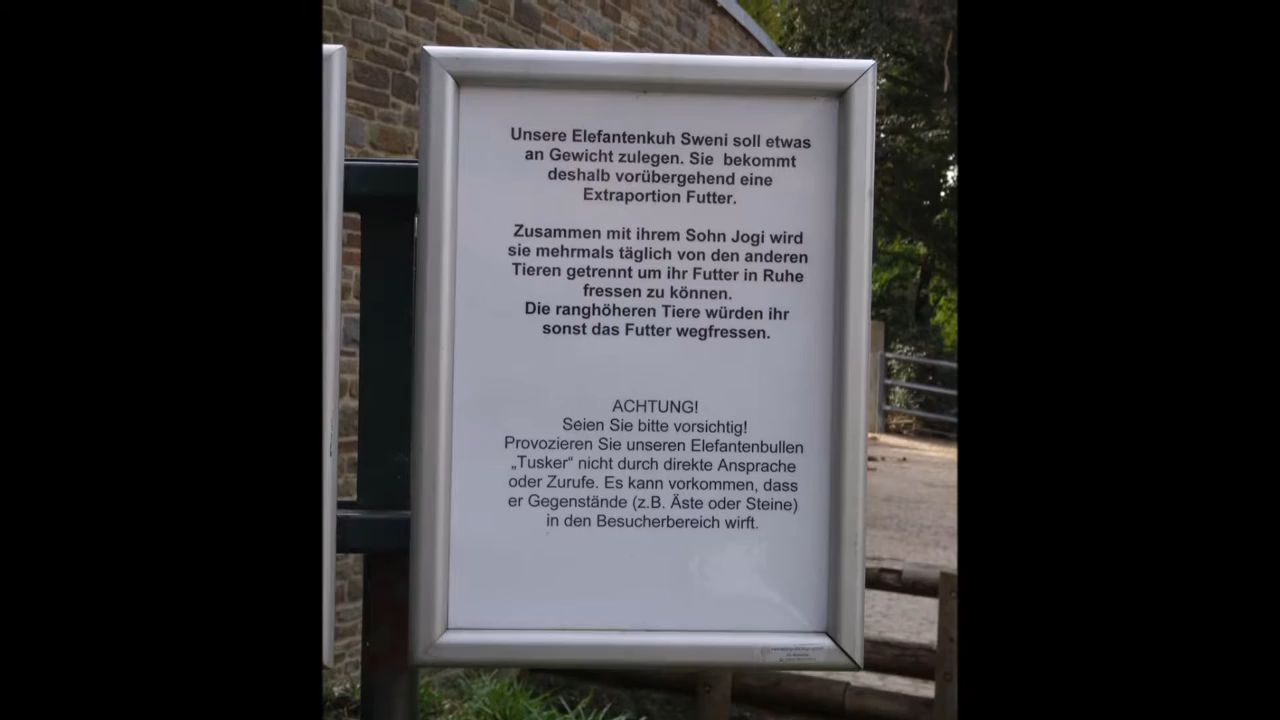 Unsere Elefantenkuh Sweni soll etwas
an Gewicht zulegen. Sie bekommt
deshalb vorübergehend eine
Extraportion Futter.
Zusammen mit ihrem Sohn Jogi wird
sie mehrmals täglich von den anderen
Tieren getrennt um ihr Futter in Ruhe
fressen zu können.
Die ranghöheren Tiere würden ihr
sonst das Futter wegfressen.
ACHTUNG!
Seien Sie bitte vorsichtig!
Provozieren Sie unseren Elefantenbullen
„Tusker“ nicht durch direkte Ansprache
oder Zurufe. Es kann vorkommen, dass
er Gegenstände (z.B. Äste oder Steine)
in den Besucherbereich wirft.